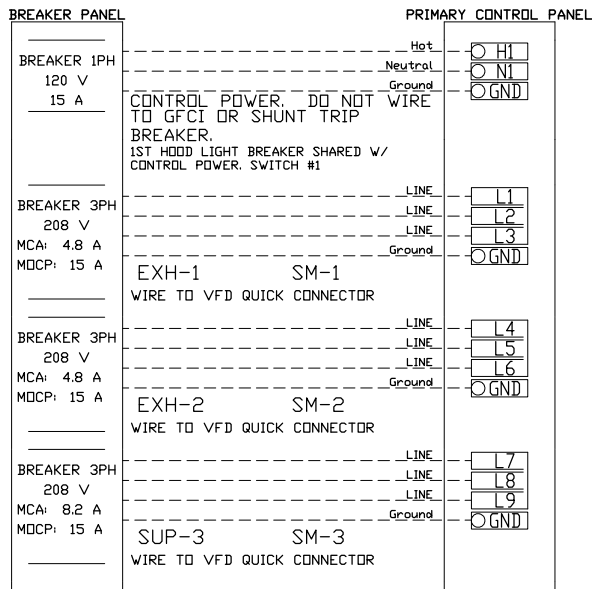 BREAKER PANEL
PRIMARY CONTROL PANEL
BREAKER 1PH
120 V
15 A
Hot
H1
Neutral
N1
Ground
GND
CONTROL POWER. DO NOT WIRE
TO GFCI OR SHUNT TRIP
BREAKER.
1ST HOOD LIGHT BREAKER SHARED W/
CONTROL POWER. SWITCH #1
BREAKER 3PH
208 V
MCA: 4.8 A
MOCP: 15 A
LINE
L1
LINE
L2
LINE
L3
Ground
GND
EXH-1 SM-1
WIRE TO VFD QUICK CONNECTOR
BREAKER 3PH
208 V
MCA: 4.8 A
MOCP: 15 A
LINE
L4
LINE
L5
LINE
L6
Ground
GND
EXH-2 SM-2
WIRE TO VFD QUICK CONNECTOR
BREAKER 3PH
208 V
MCA: 8.2 A
MOCP: 15 A
LINE
L7
LINE
L8
LINE
L9
Ground
GND
SUP-3 SM-3
WIRE TO VFD QUICK CONNECTOR